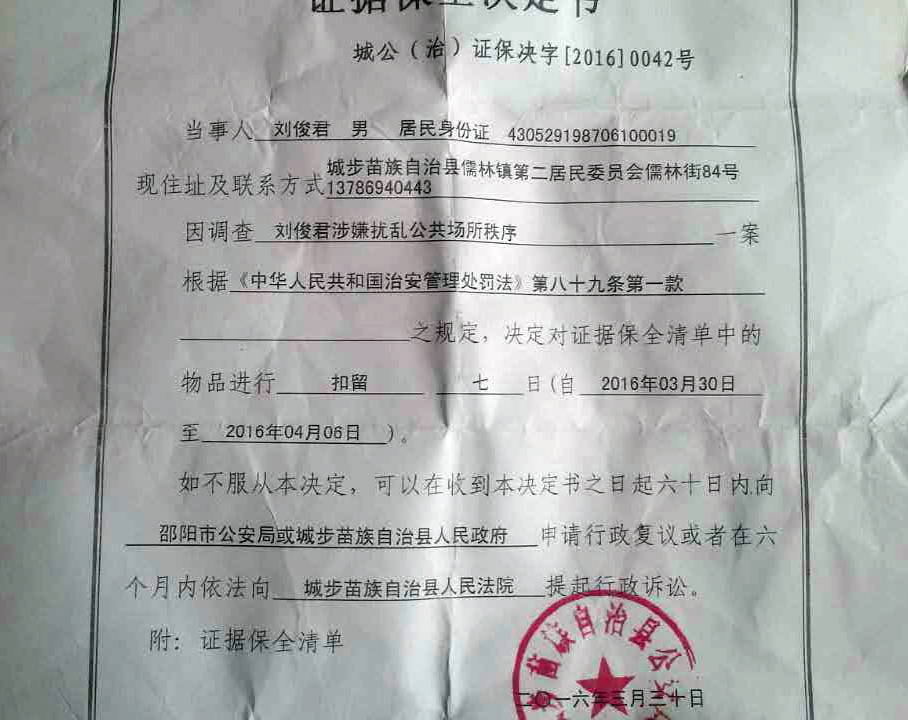 证据保全决定书
城公（治）证保决字[2016]0042号
当事人 刘俊君 男 居民身份证 430529198706100019
城步苗族自治县儒林镇第二居民委员会儒林街84号
现住址及联系方式13786940443
因调查 刘俊君涉嫌扰乱公共场所秩序 一案
根据《中华人民共和国治安管理处罚法》第八十九条第一款
之规定，决定对证据保全清单中的
物品进行 扣留 七 日（自 2016年03月30日
至 2016年04月06日 ）。
如不服从本决定，可以在收到本决定书之日起六十日内向
邵阳市公安局或城步苗族自治县人民政府 申请行政复议或者在六
个月内依法向 城步苗族自治县人民法院 提起行政诉讼。
附：证据保全清单
步苗族自治县公
二〇一六年三月三十日